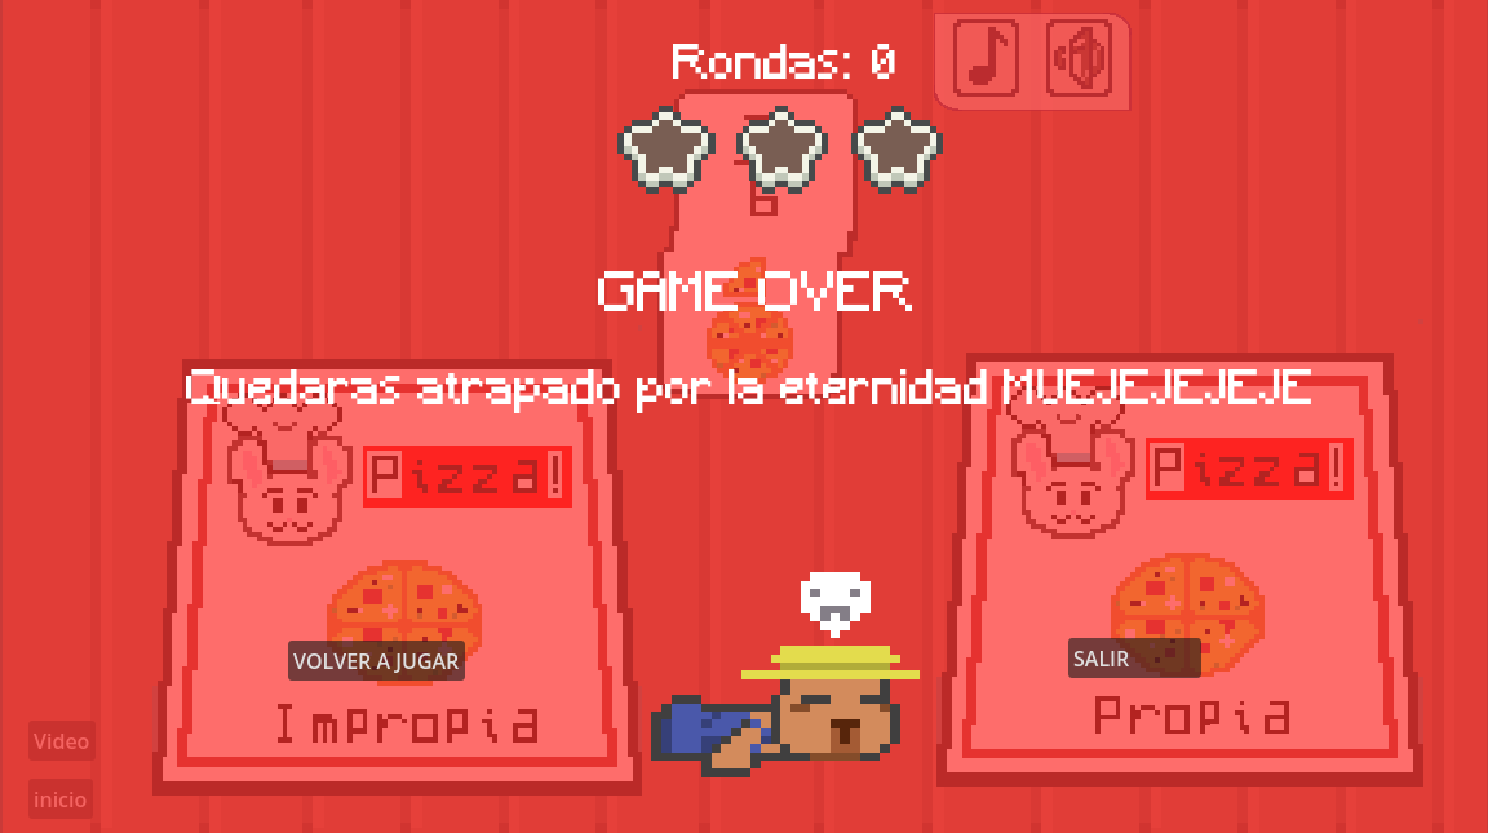 Rondas: 0
GAME OVER
Quedaras atrapado por la eternidad MUEJEJEJEJE
Pizza!
Pizza!
VOLVER A JUGAR
SALIR
Impropia
Propia
Video
inicio